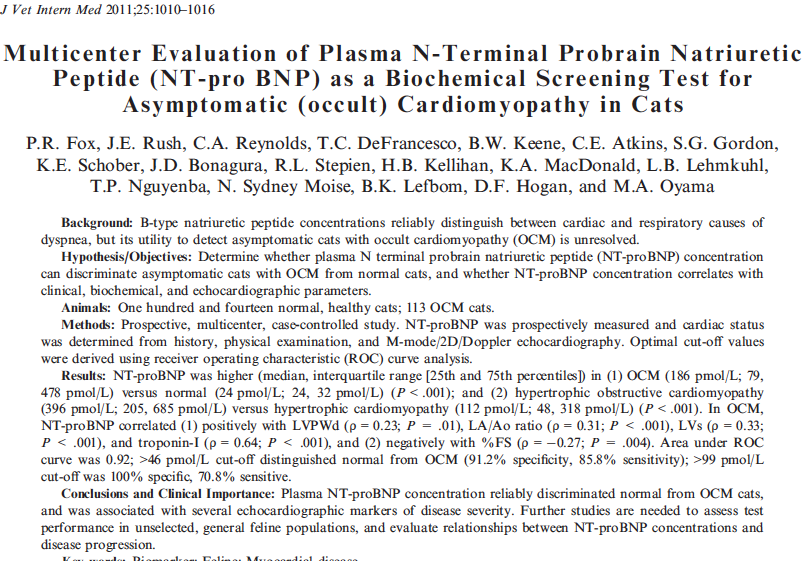 J Vet Intern Med 2011;25:1010–1016
Multicenter Evaluation of Plasma N-Terminal Probrain Natriuretic
Peptide (NT-pro BNP) as a Biochemical Screening Test for
Asymptomatic (occult) Cardiomyopathy in Cats
P.R. Fox, J.E. Rush, C.A. Reynolds, T.C. DeFrancesco, B.W. Keene, C.E. Atkins, S.G. Gordon,
K.E. Schober, J.D. Bonagura, R.L. Stepien, H.B. Kellihan, K.A. MacDonald, L.B. Lehmkuhl,
T.P. Nguyenba, N. Sydney Moise, B.K. Lefbom, D.F. Hogan, and M.A. Oyama
Background: B-type natriuretic peptide concentrations reliably distinguish between cardiac and respiratory causes of
dyspnea, but its utility to detect asymptomatic cats with occult cardiomyopathy (OCM) is unresolved.
Hypothesis/Objectives: Determine whether plasma N terminal probrain natriuretic peptide (NT-proBNP) concentration
can discriminate asymptomatic cats with OCM from normal cats, and whether NT-proBNP concentration correlates with
clinical, biochemical, and echocardiographic parameters.
Animals: One hundred and fourteen normal, healthy cats; 113 OCM cats.
Methods: Prospective, multicenter, case-controlled study. NT-proBNP was prospectively measured and cardiac status
was determined from history, physical examination, and M-mode/2D/Doppler echocardiography. Optimal cut-off values
were derived using receiver operating characteristic (ROC) curve analysis.
Results: NT-proBNP was higher (median, interquartile range [25th and 75th percentiles]) in (1) OCM (186 pmol/L; 79,
478 pmol/L) versus normal (24 pmol/L; 24, 32 pmol/L) (P < .001); and (2) hypertrophic obstructive cardiomyopathy
(396 pmol/L; 205, 685 pmol/L) versus hypertrophic cardiomyopathy (112 pmol/L; 48, 318 pmol/L) (P < .001). In OCM,
NT-proBNP correlated (1) positively with LVPWd (ρ = 0.23; P = .01), LA/Ao ratio (ρ = 0.31; P < .001), LVs (ρ = 0.33;
P < .001), and troponin-I (ρ = 0.64; P < .001), and (2) negatively with %FS (ρ = −0.27; P = .004). Area under ROC
curve was 0.92; >46 pmol/L cut-off distinguished normal from OCM (91.2% specificity, 85.8% sensitivity); >99 pmol/L
cut-off was 100% specific, 70.8% sensitive.
Conclusions and Clinical Importance: Plasma NT-proBNP concentration reliably discriminated normal from OCM cats,
and was associated with several echocardiographic markers of disease severity. Further studies are needed to assess test
performance in unselected, general feline populations, and evaluate relationships between NT-proBNP concentrations and
disease progression.
Key words: Biomarker; Feline; Myocardial disease.